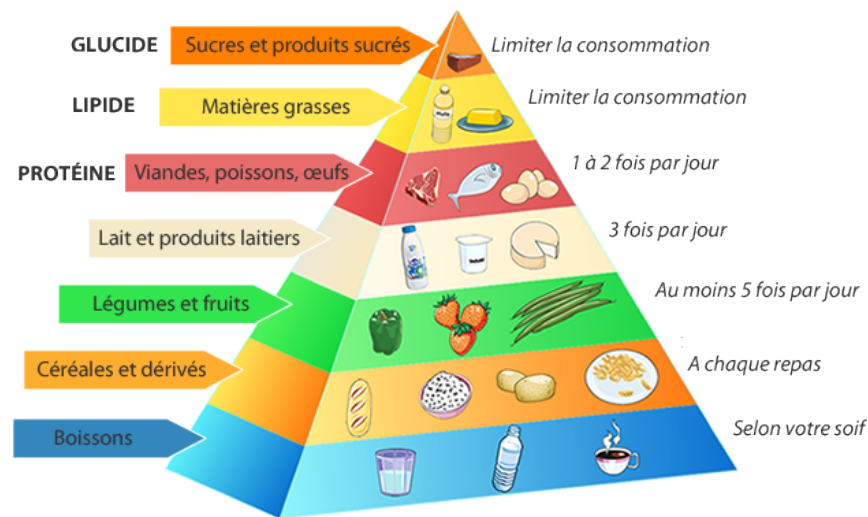 GLUCIDE Sucres et produits sucrés Limiter la consommation
LIPIDE Matières grasses Limiter la consommation
PROTÉINE Viandes, poissons, œufs 1 à 2 fois par jour
Lait et produits laitiers 3 fois par jour
Légumes et fruits Au moins 5 fois par jour
Céréales et dérivés A chaque repas
Boissons Selon votre soif